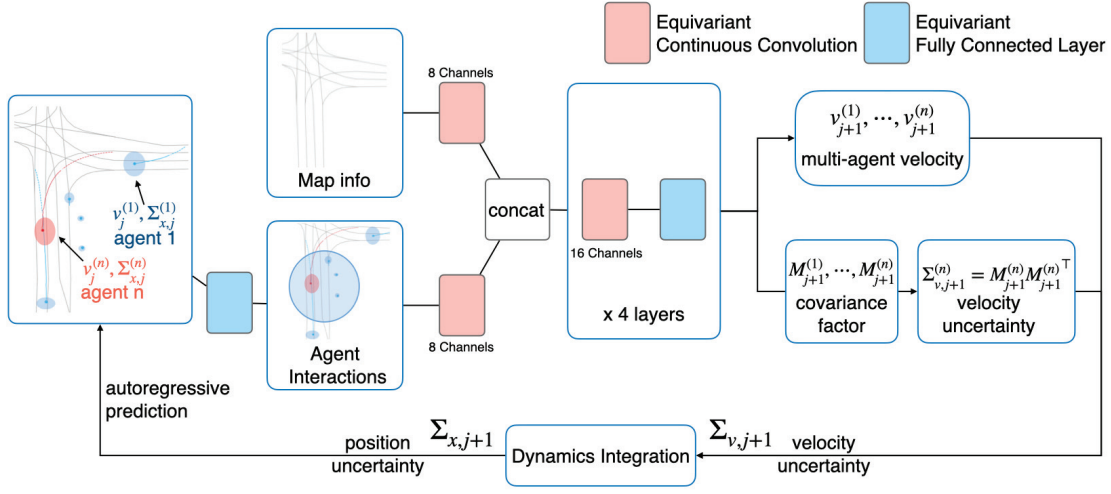 Equivariant
Continuous Convolution
Equivariant
Fully Connected Layer
8 Channels
Map info
v_j^{(1)}, Σ_{x,j}^{(1)}
agent 1
v_j^{(n)}, Σ_{x,j}^{(n)}
agent n
Agent
Interactions
8 Channels
concat
16 Channels
x 4 layers
v_{j+1}^{(1)}, ⋯, v_{j+1}^{(n)}
multi-agent velocity
M_{j+1}^{(1)}, ⋯, M_{j+1}^{(n)}
covariance
factor
Σ_{v,j+1}^{(n)} = M_{j+1}^{(n)} M_{j+1}^{(n)⊤}
velocity
uncertainty
autoregressive
prediction
position
uncertainty
Σ_{x,j+1}
Dynamics Integration
Σ_{v,j+1}
velocity
uncertainty